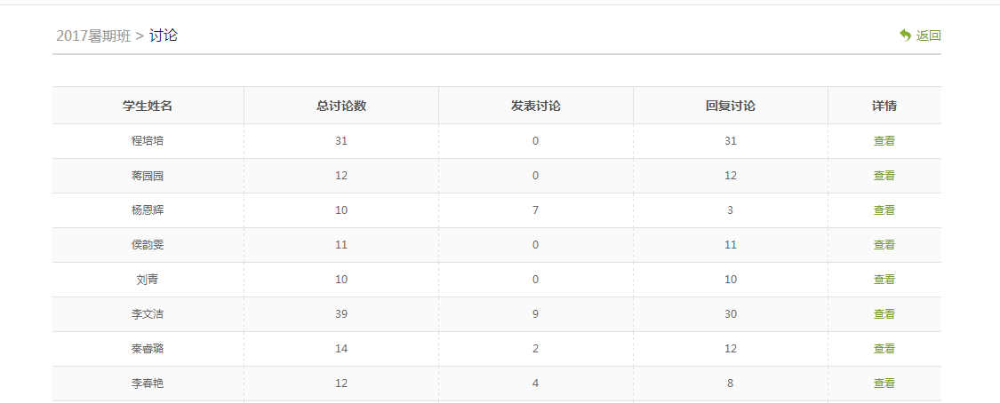 2017暑期班 > 讨论 返回
学生姓名 总讨论数 发表讨论 回复讨论 详情
程培培 31 0 31 查看
蒋园园 12 0 12 查看
杨恩辉 10 7 3 查看
侯韵雯 11 0 11 查看
刘青 10 0 10 查看
李文洁 39 9 30 查看
秦睿璐 14 2 12 查看
李春艳 12 4 8 查看